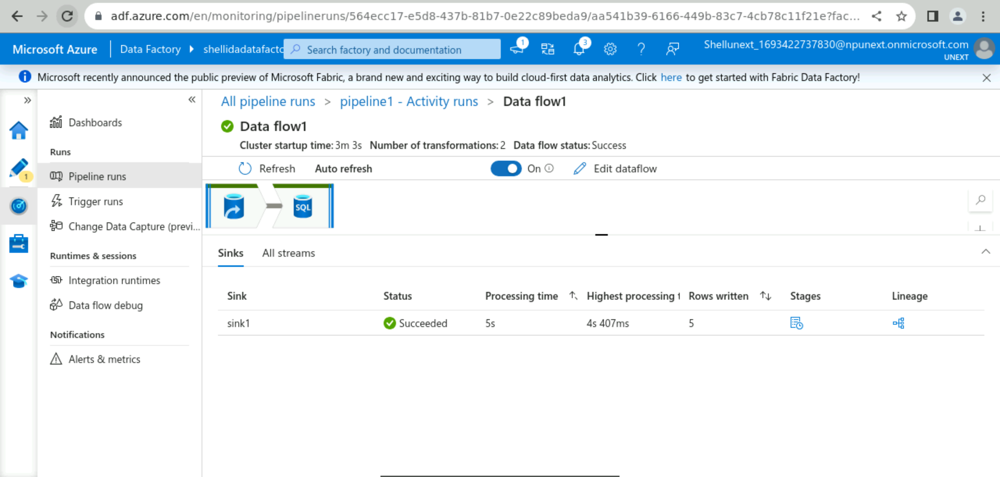 adf.azure.com/en/monitoring/pipelineruns/564ecc17-e5d8-437b-81b7-0e22c89beda9/aa541b39-6166-449b-83c7-4cb78c11f21e?fac...
Microsoft Azure
Data Factory
shellidadatafacto
Search factory and documentation
1
3
Shellunext_1693422737830@npunext.onmicrosoft.com
UNEXT
Microsoft recently announced the public preview of Microsoft Fabric, a brand new and exciting way to build cloud-first data analytics. Click here to get started with Fabric Data Factory!
1
Dashboards
Runs
Pipeline runs
Trigger runs
Change Data Capture (previ...
Runtimes & sessions
Integration runtimes
Data flow debug
Notifications
Alerts & metrics
All pipeline runs > pipeline1 - Activity runs > Data flow1
Data flow1
Cluster startup time: 3m 3s Number of transformations: 2 Data flow status: Success
Refresh Auto refresh On Edit dataflow
SQL
Sinks All streams
Sink Status Processing time Highest processing t Rows written Stages Lineage
sink1 Succeeded 5s 4s 407ms 5